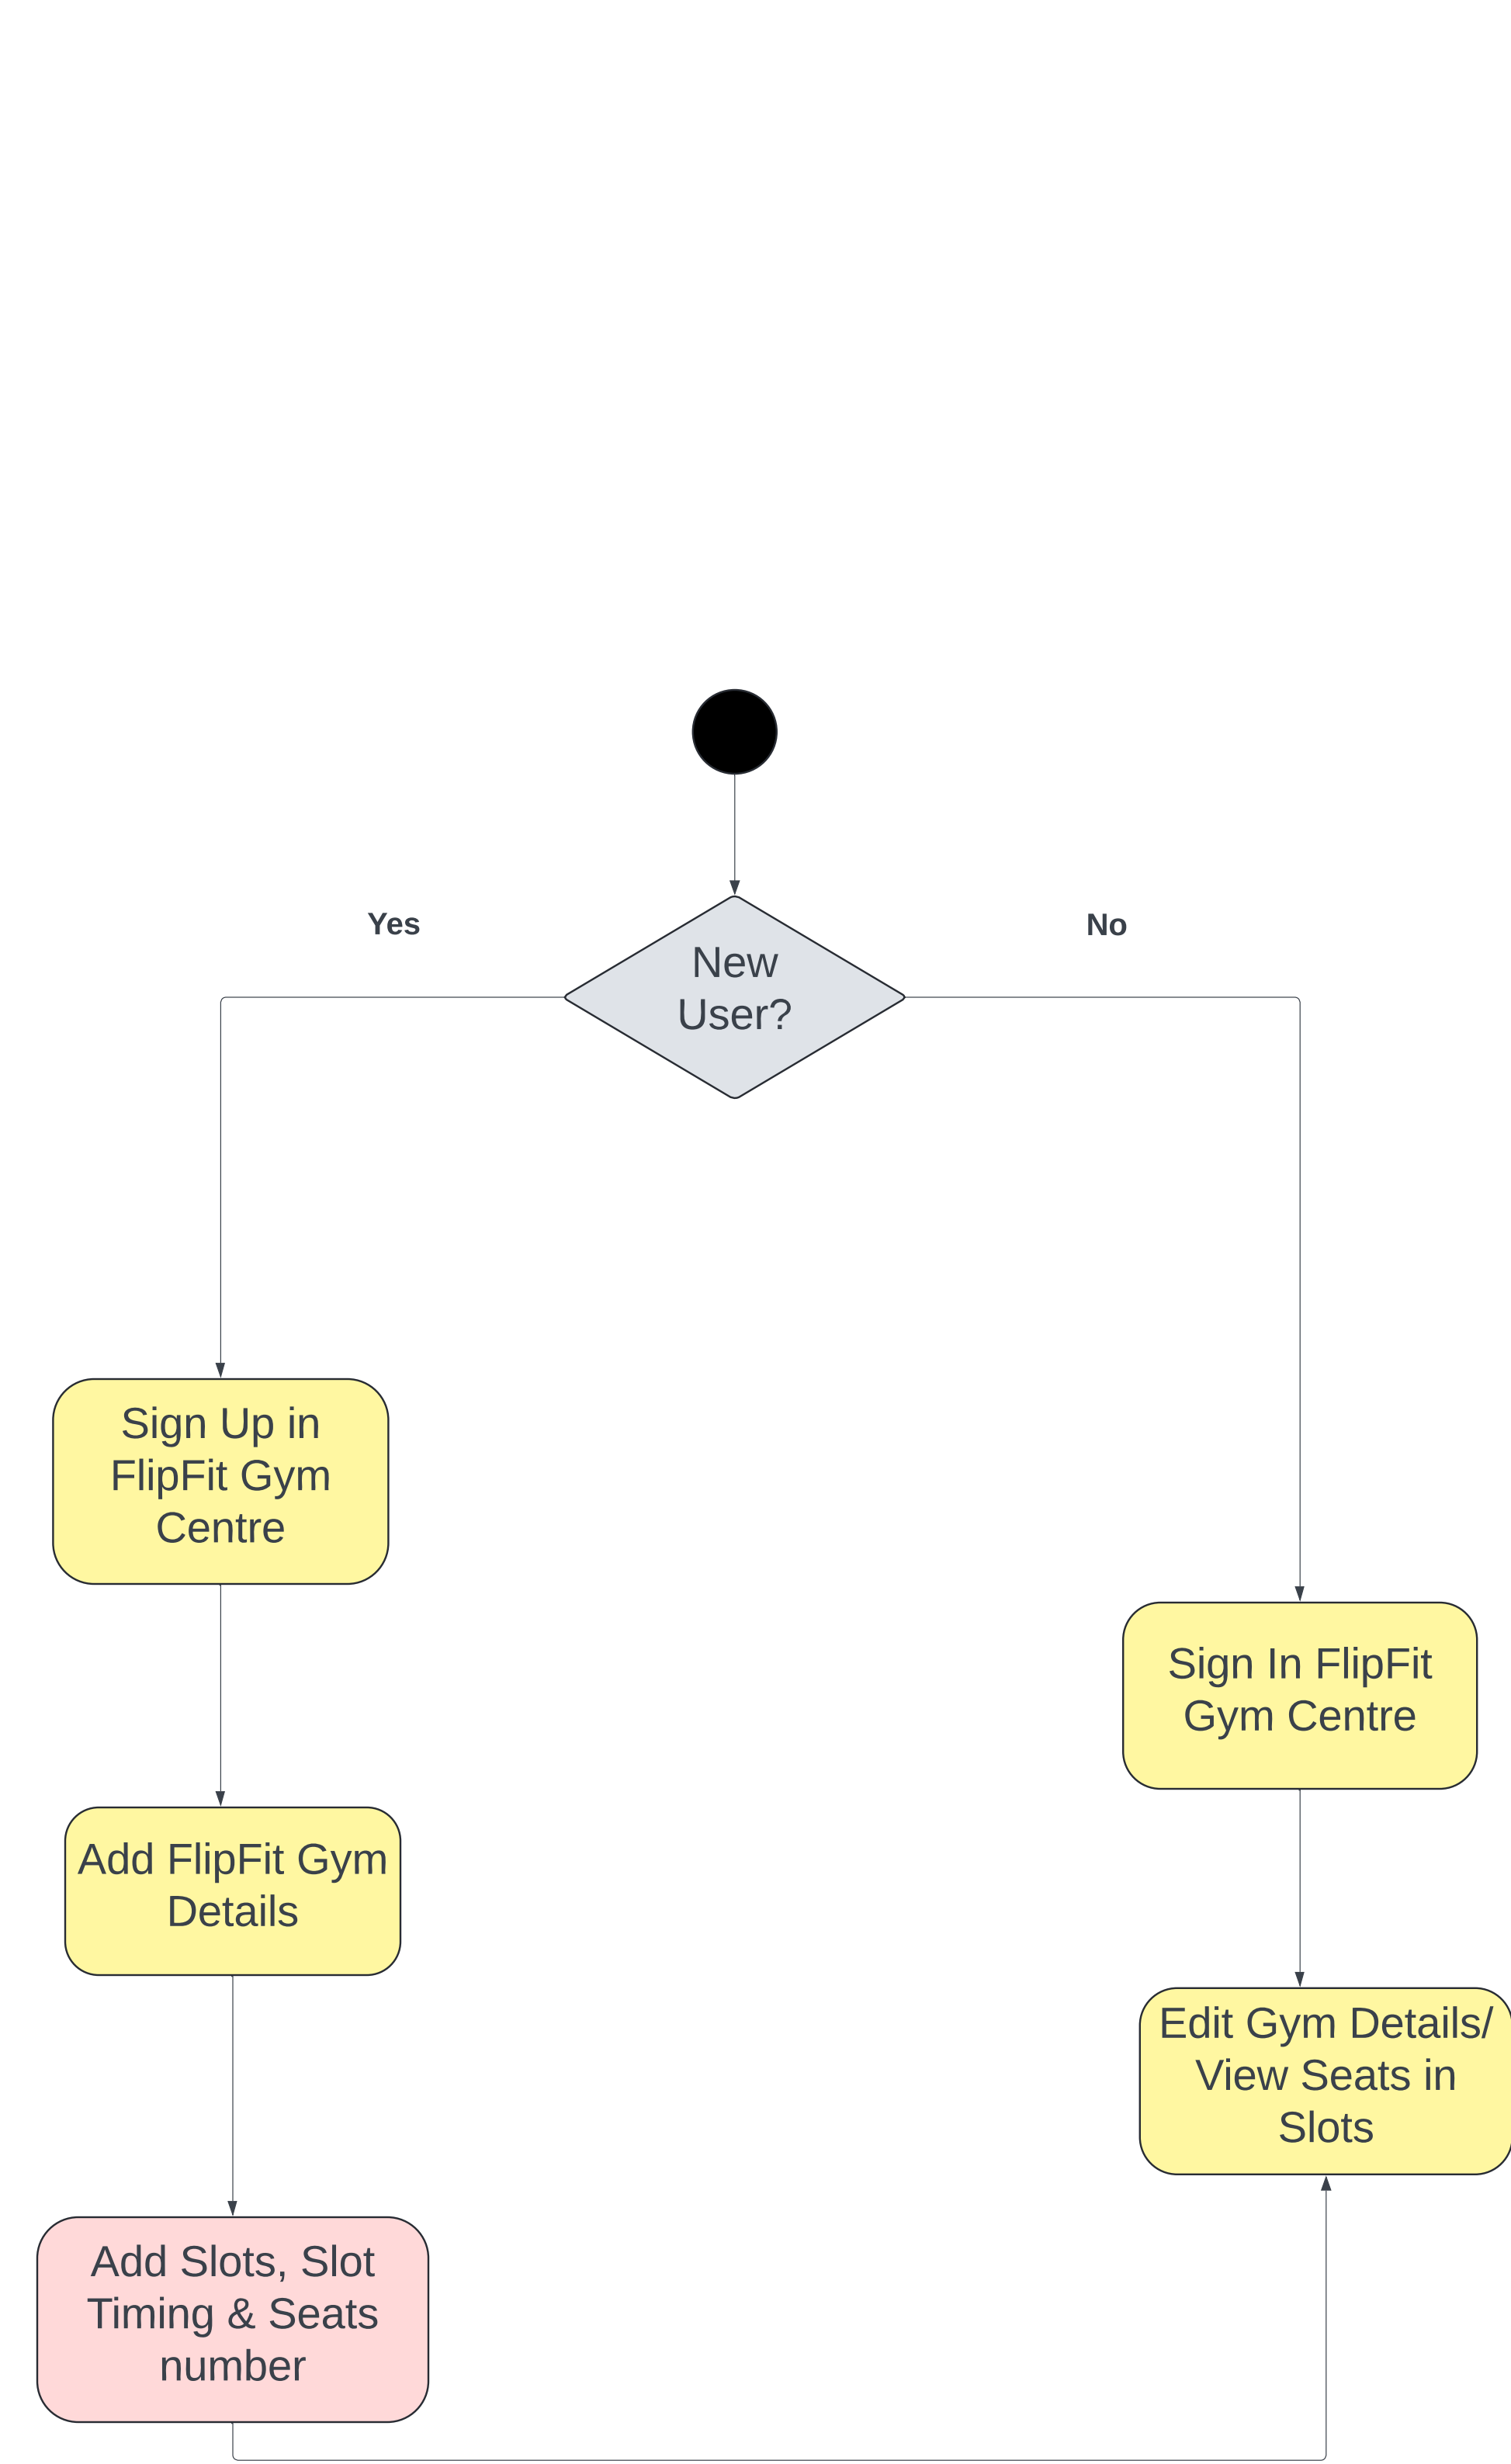 Yes
No
New
User?
Sign Up in
FlipFit Gym
Centre
Sign In FlipFit
Gym Centre
Add FlipFit Gym
Details
Edit Gym Details/
View Seats in
Slots
Add Slots, Slot
Timing & Seats
number